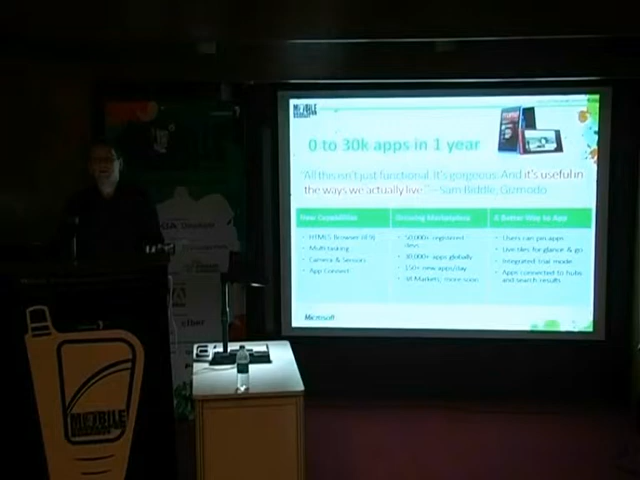 0 to 30k apps in 1 year
"All this isn't just functional. It's gorgeous. And it's useful in
the ways we actually live." —Sam Biddle, Gizmodo
New Capabilities
HTML5 Browser (IE9)
Multi-tasking
Camera & Sensors
App Connect
Growing Marketplace
50,000+ registered
devs
30,000+ apps globally
150+ new apps/day
38 Markets; more soon
A Better Way to App
Users can pin apps
Live tiles for glance & go
Integrated trial mode
Apps connected to hubs
and search results
Microsoft
MOBILE